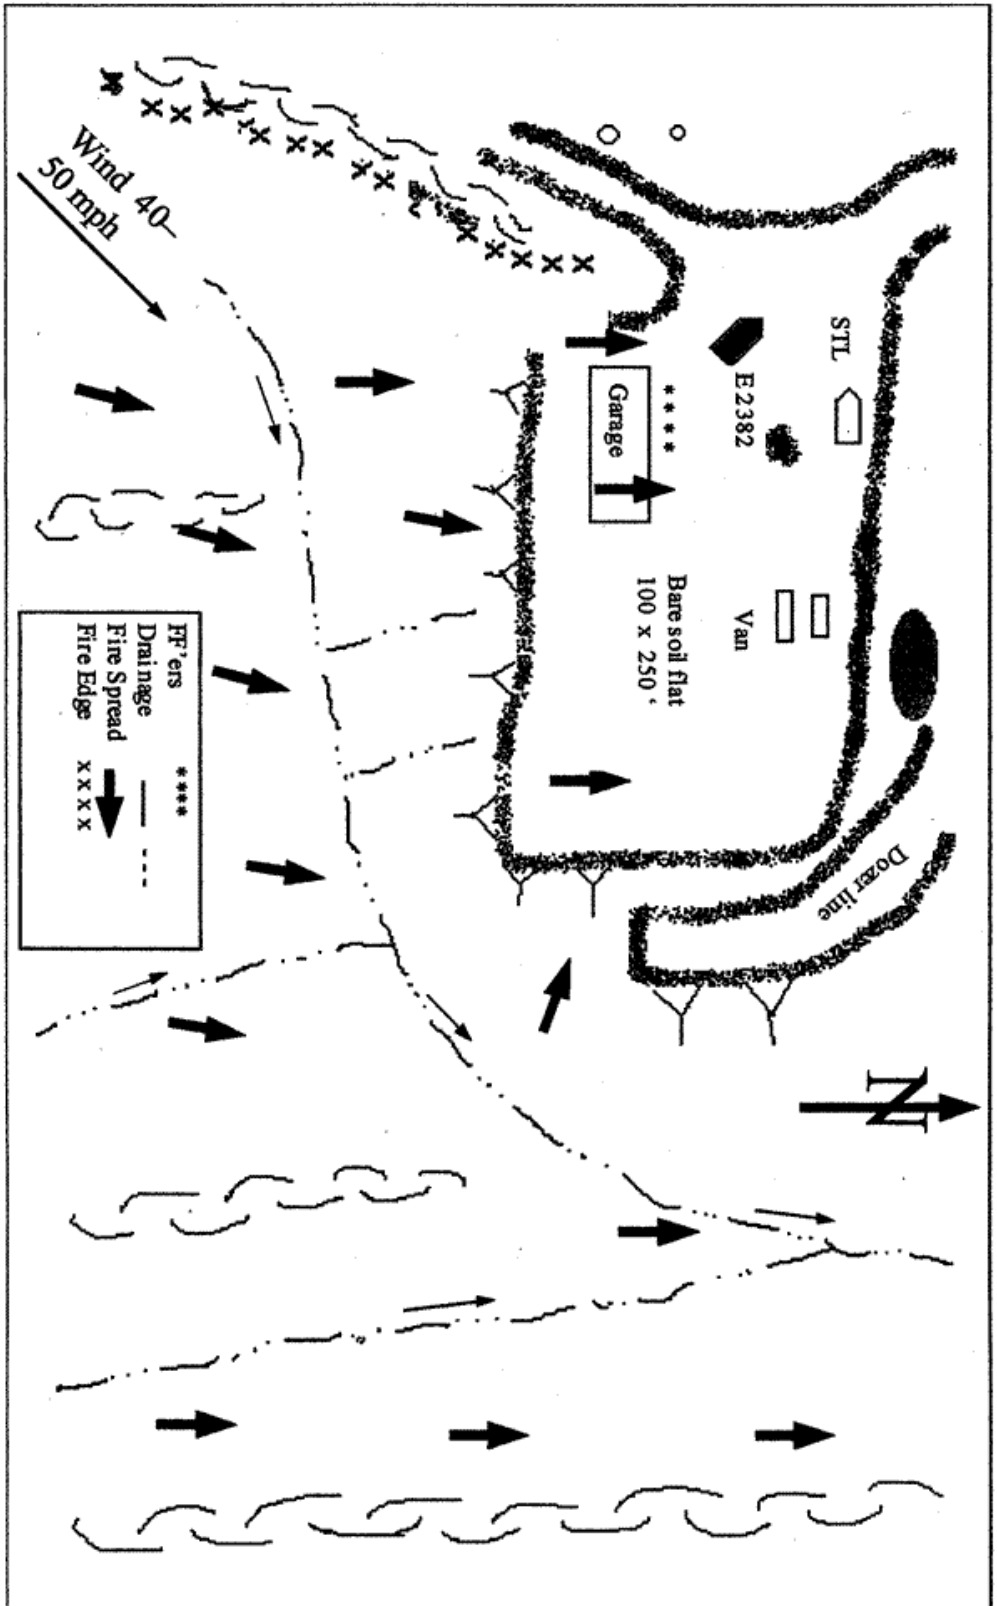 Wind 40–
50 mph
STL
E 2382
****
Garage
Van
Bare soil flat
100 x 250 '
Dozer line
N
FF'ers ****
Drainage
Fire Spread
Fire Edge x x x x
X X X X X X X X X X X X X X